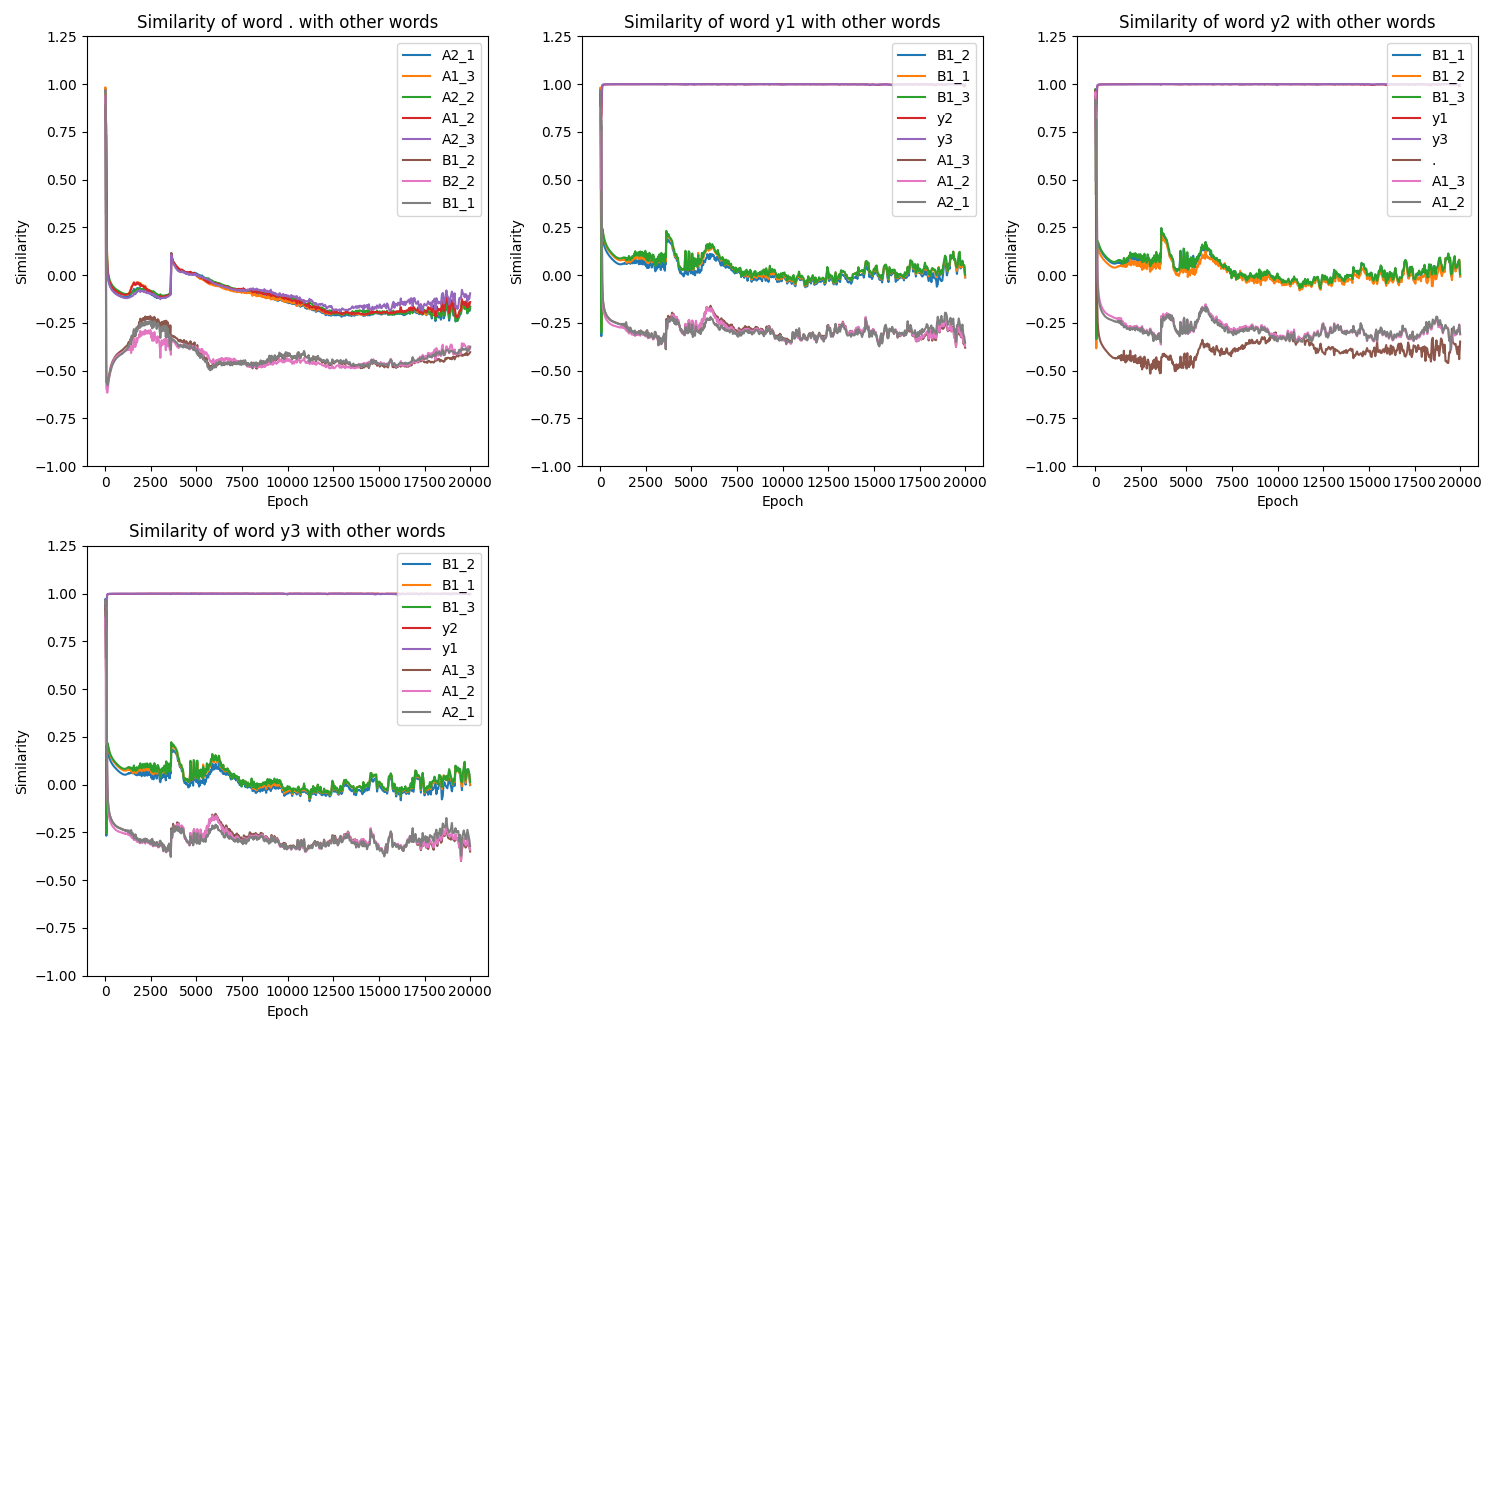 Similarity of word . with other words
1.25
1.00
0.75
0.50
0.25
0.00
−0.25
−0.50
−0.75
−1.00
Similarity
0 2500 5000 7500 10000 12500 15000 17500 20000
Epoch
A2_1
A1_3
A2_2
A1_2
A2_3
B1_2
B2_2
B1_1
Similarity of word y1 with other words
1.25
1.00
0.75
0.50
0.25
0.00
−0.25
−0.50
−0.75
−1.00
Similarity
0 2500 5000 7500 10000 12500 15000 17500 20000
Epoch
B1_2
B1_1
B1_3
y2
y3
A1_3
A1_2
A2_1
Similarity of word y2 with other words
1.25
1.00
0.75
0.50
0.25
0.00
−0.25
−0.50
−0.75
−1.00
Similarity
0 2500 5000 7500 10000 12500 15000 17500 20000
Epoch
B1_1
B1_2
B1_3
y1
y3
.
A1_3
A1_2
Similarity of word y3 with other words
1.25
1.00
0.75
0.50
0.25
0.00
−0.25
−0.50
−0.75
−1.00
Similarity
0 2500 5000 7500 10000 12500 15000 17500 20000
Epoch
B1_2
B1_1
B1_3
y2
y1
A1_3
A1_2
A2_1